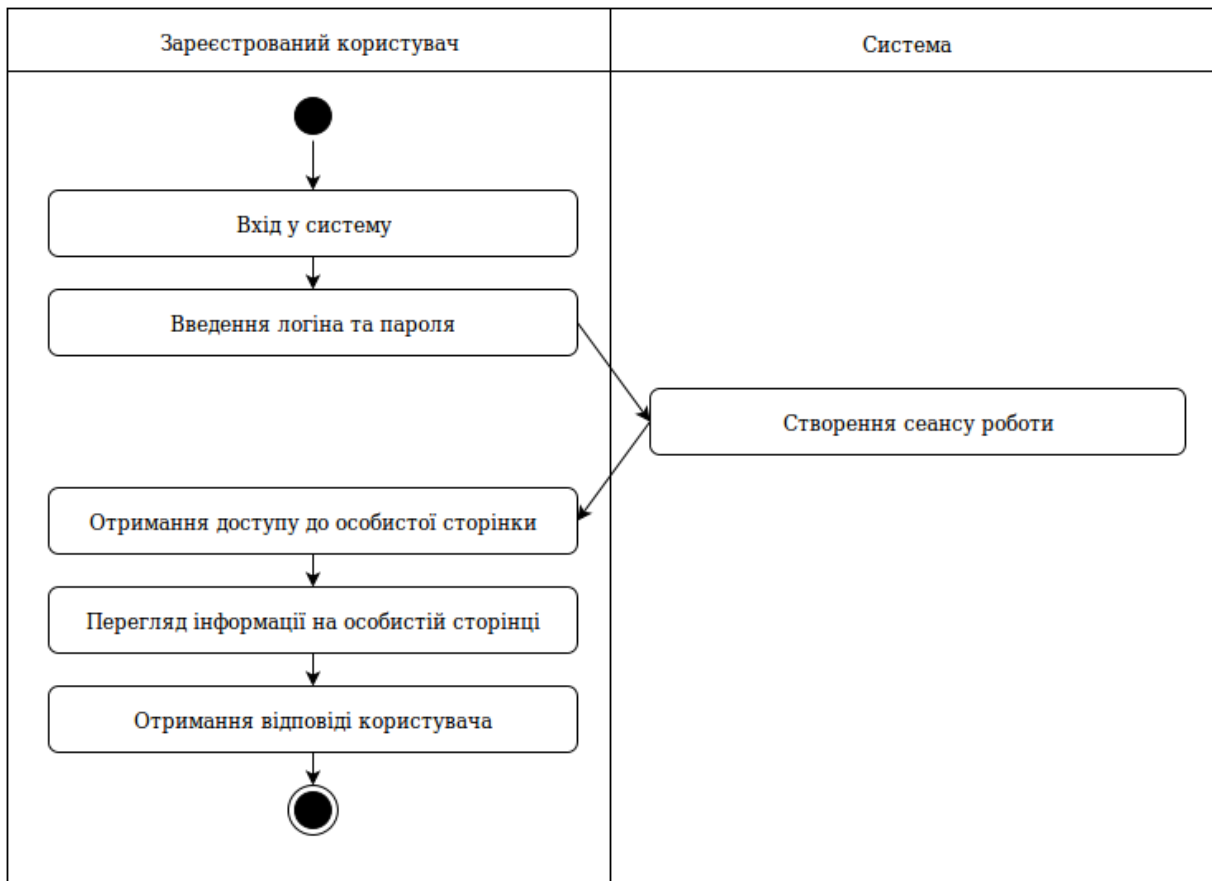 Зареєстрований користувач
Система
Вхід у систему
Введення логіна та пароля
Створення сеансу роботи
Отримання доступу до особистої сторінки
Перегляд інформації на особистій сторінці
Отримання відповіді користувача